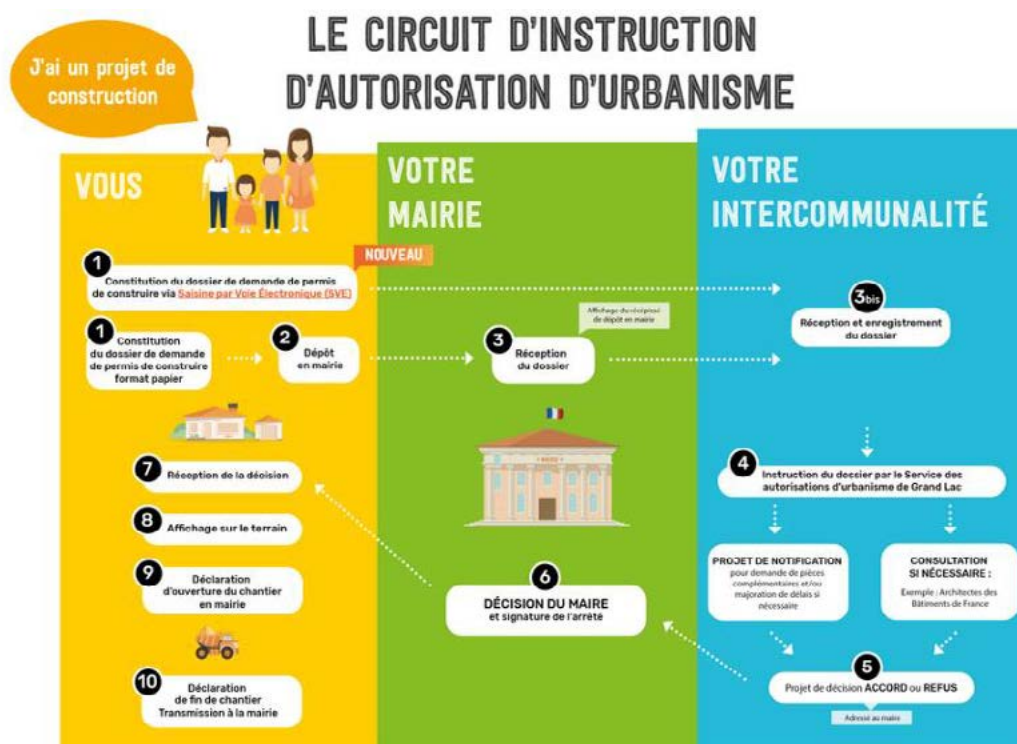 LE CIRCUIT D'INSTRUCTION
D'AUTORISATION D'URBANISME
J'ai un projet de
construction
VOUS
VOTRE
MAIRIE
VOTRE
INTERCOMMUNALITÉ
NOUVEAU
1
Constitution du dossier de demande de permis
de construire via Saisine par Voie Électronique (SVE)
1
Constitution
du dossier de demande
de permis de construire
format papier
2
Dépôt
en mairie
Affichage du récépissé
de dépôt en mairie
3
Réception
du dossier
3bis
Réception et enregistrement
du dossier
4
Instruction du dossier par le Service des
autorisations d'urbanisme de Grand Lac
PROJET DE NOTIFICATION
pour demande de pièces
complémentaires et/ou
majoration de délais si
nécessaire
CONSULTATION
SI NÉCESSAIRE :
Exemple : Architectes des
Bâtiments de France
5
Projet de décision ACCORD ou REFUS
Adressé au maire
6
DÉCISION DU MAIRE
et signature de l'arrêté
7
Réception de la décision
8
Affichage sur le terrain
9
Déclaration
d'ouverture du chantier
en mairie
10
Déclaration
de fin de chantier
Transmission à la mairie